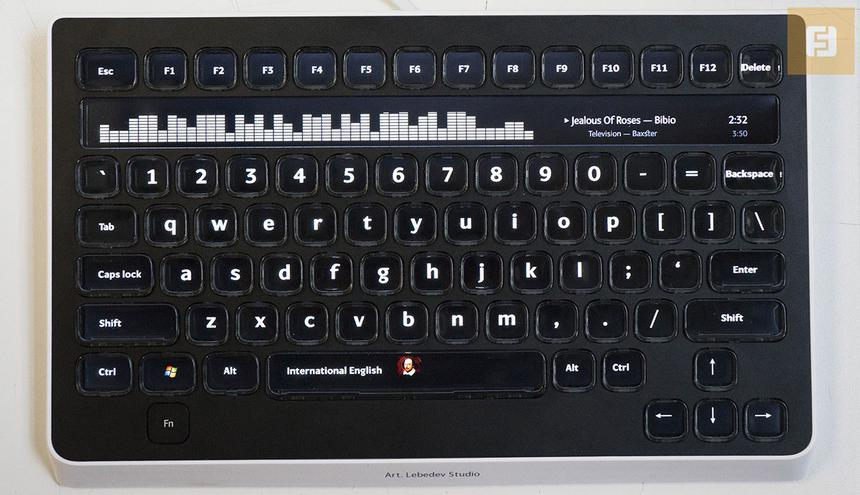 Esc F1 F2 F3 F4 F5 F6 F7 F8 F9 F10 F11 F12 Delete
Jealous Of Roses — Bibio 2:32
Television — Baxster 3:50
` 1 2 3 4 5 6 7 8 9 0 - = Backspace
Tab q w e r t y u i o p [ ] \
Caps lock a s d f g h j k l ; ‘ Enter
Shift z x c v b n m , . / Shift
Ctrl Alt International English Alt Ctrl ↑
Fn ← ↓ →
Art. Lebedev Studio